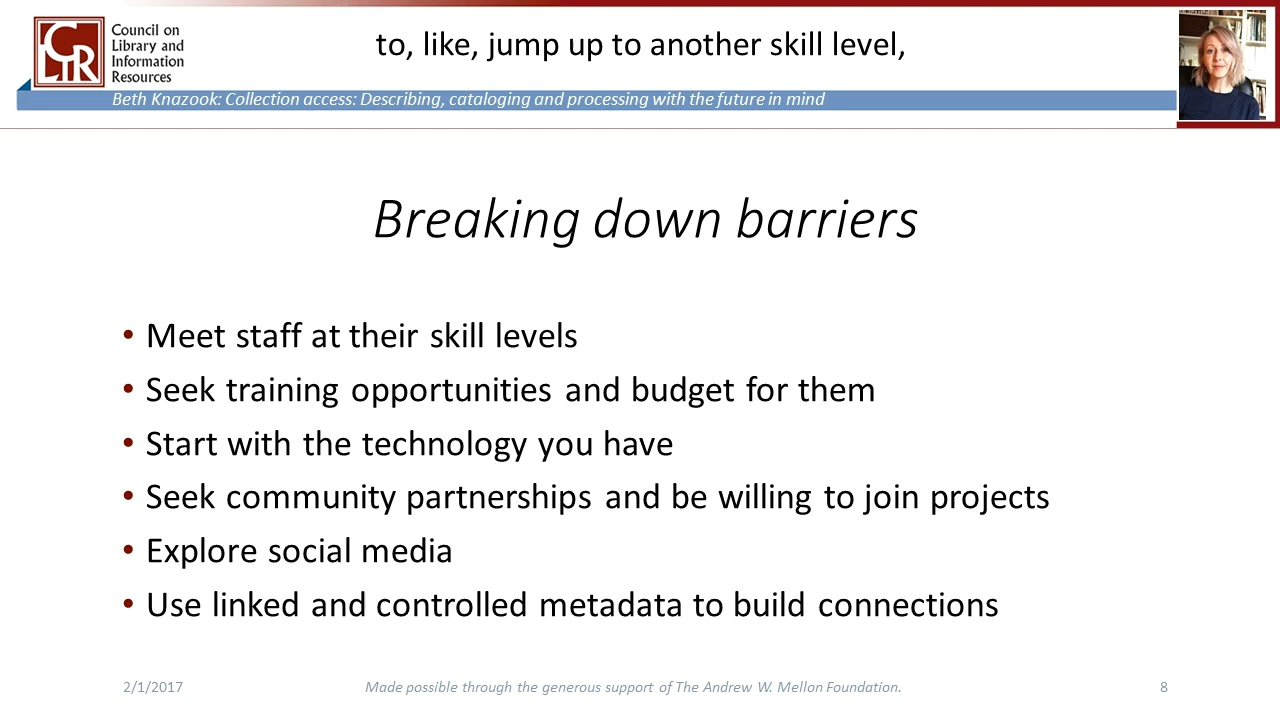 CLIR
Council on
Library and
Information
Resources
to, like, jump up to another skill level,
Beth Knazook: Collection access: Describing, cataloging and processing with the future in mind
Breaking down barriers
• Meet staff at their skill levels
• Seek training opportunities and budget for them
• Start with the technology you have
• Seek community partnerships and be willing to join projects
• Explore social media
• Use linked and controlled metadata to build connections
2/1/2017
Made possible through the generous support of The Andrew W. Mellon Foundation.
8